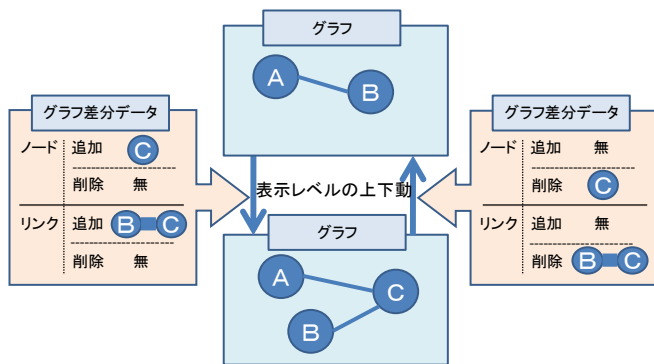 グラフ
A
B
グラフ差分データ
ノード 追加 C
削除 無
リンク 追加 B C
削除 無
表示レベルの上下動
グラフ差分データ
ノード 追加 無
削除 C
リンク 追加 無
削除 B C
グラフ
A
C
B